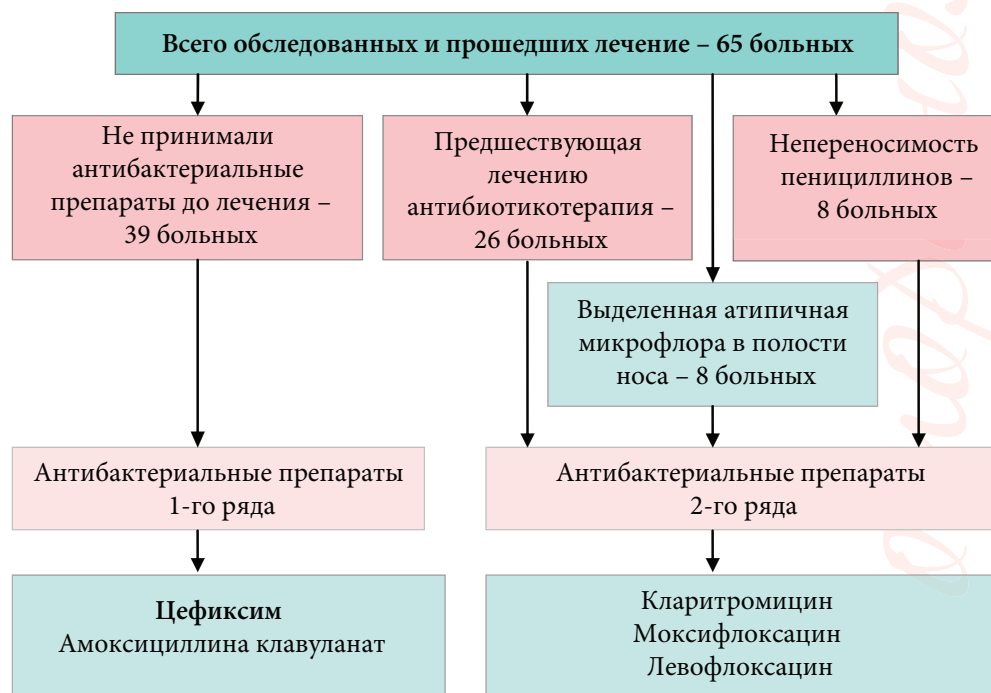 Всего обследованных и прошедших лечение – 65 больных
Не принимали
антибактериальные
препараты до лечения –
39 больных
Предшествующая
лечению
антибиотикотерапия –
26 больных
Непереносимость
пенициллинов –
8 больных
Выделенная атипичная
микрофлора в полости
носа – 8 больных
Антибактериальные препараты
1-го ряда
Антибактериальные препараты
2-го ряда
Цефиксим
Амоксициллина клавуланат
Кларитромицин
Моксифлоксацин
Левофлоксацин